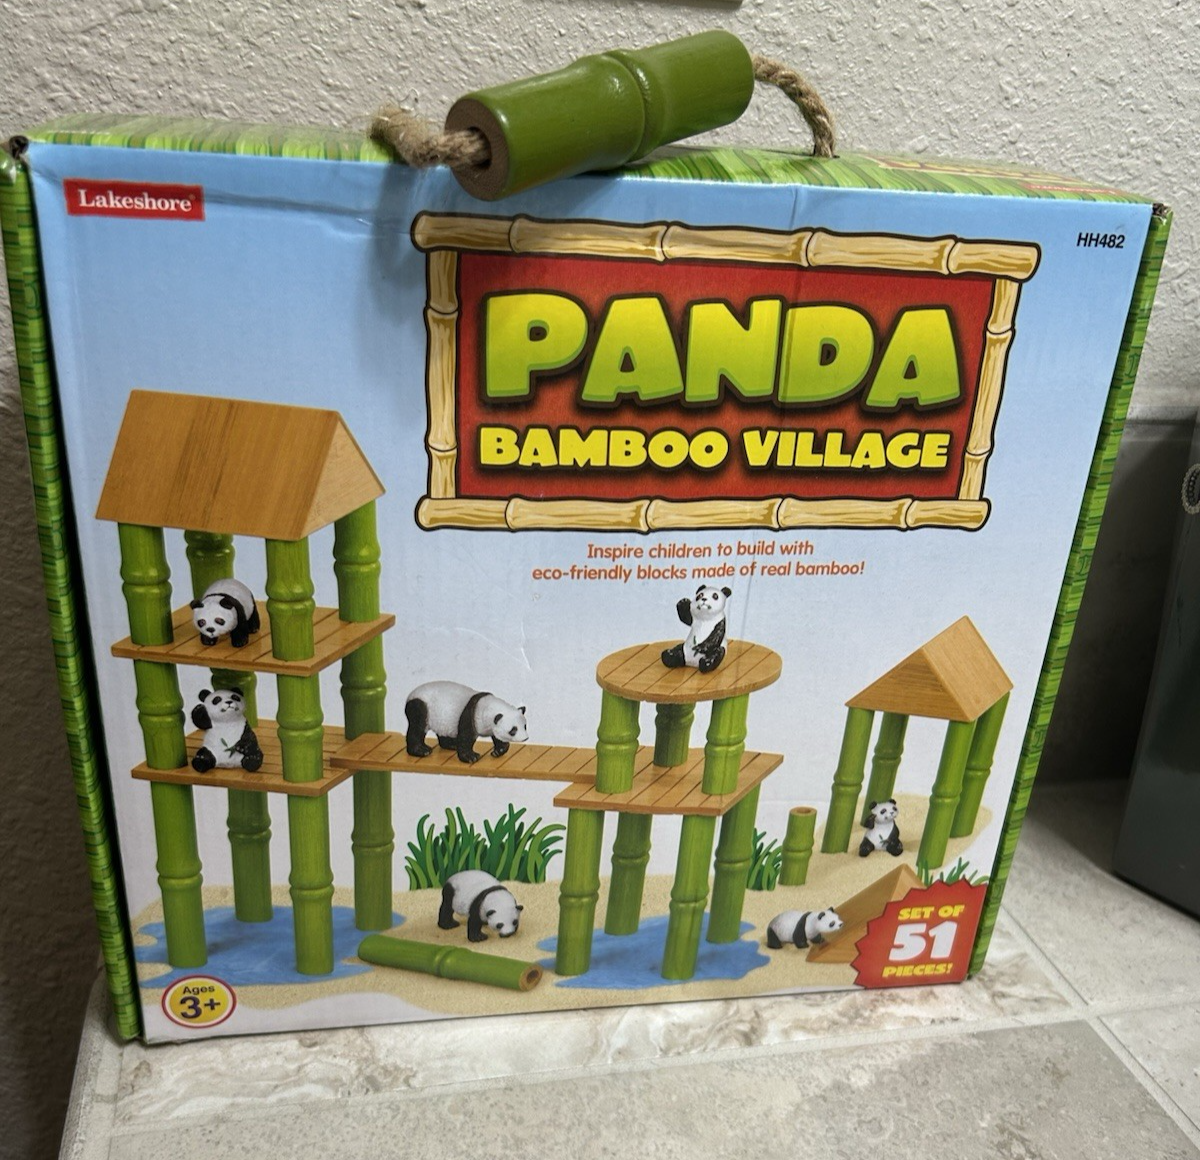 Lakeshore®
HH482
PANDA
BAMBOO VILLAGE
Inspire children to build with
eco-friendly blocks made of real bamboo!
SET OF
51
PIECES!
Ages
3+